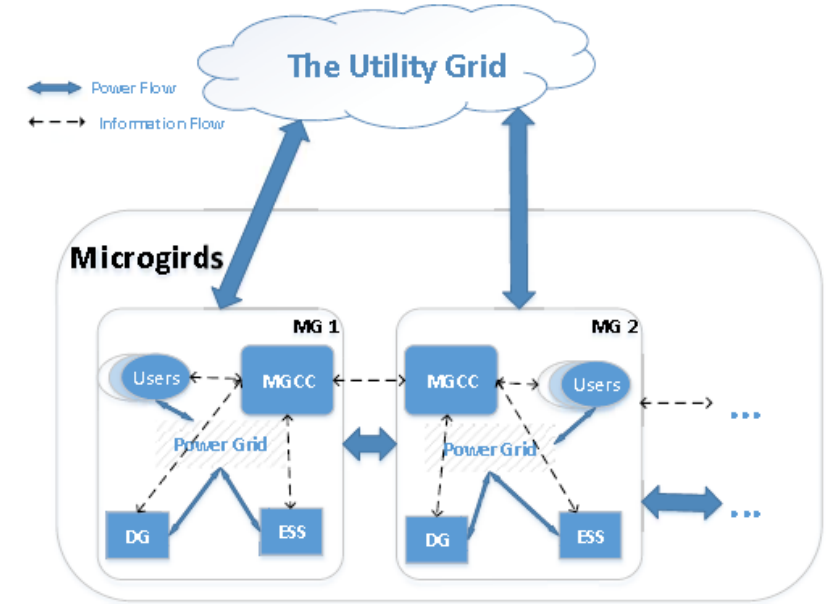 The Utility Grid
Power Flow
Information Flow
Microgirds
MG 1
MG 2
Users
MGCC
MGCC
Users
Power Grid
Power Grid
...
DG
ESS
DG
ESS
...